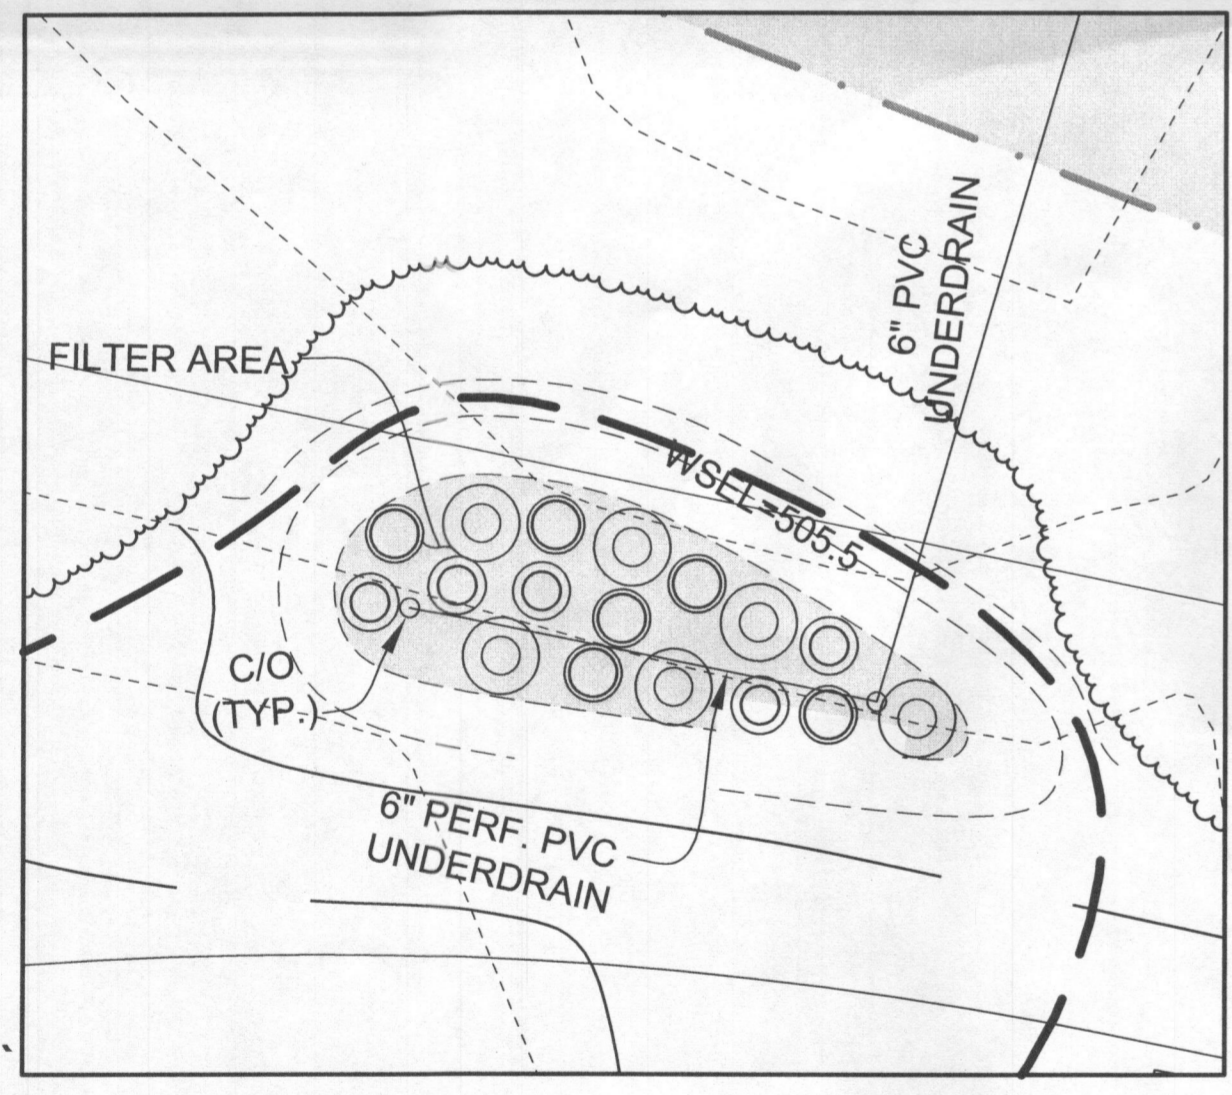 6" PVC
UNDERDRAIN
FILTER AREA
WSEL=505.5
C/O
(TYP.)
6" PERF. PVC
UNDERDRAIN